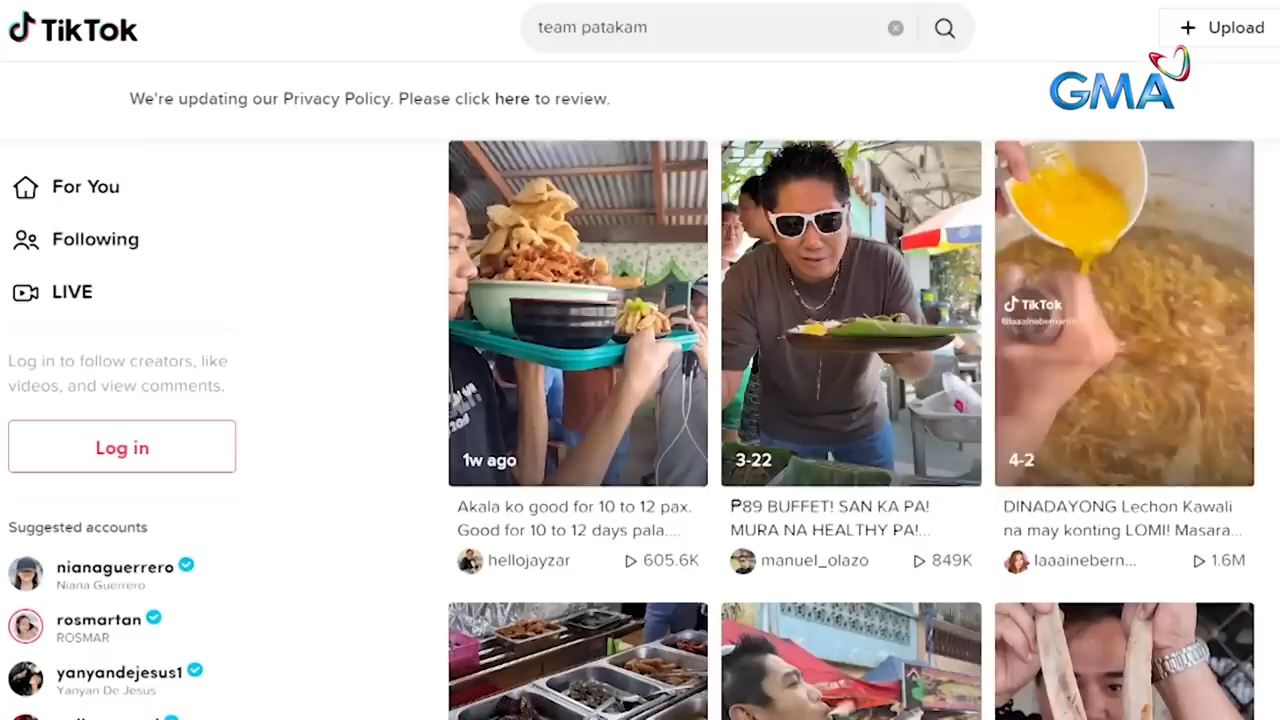 TikTok
team patakam
Upload
We're updating our Privacy Policy. Please click here to review.
GMA
For You
Following
LIVE
Log in to follow creators, like
videos, and view comments.
Log in
Suggested accounts
nianaguerrero
Niana Guerrero
rosmartan
ROSMAR
yanyandejesus1
Yanyan De Jesus
1w ago
Akala ko good for 10 to 12 pax.
Good for 10 to 12 days pala....
hellojayzar
605.6K
3-22
₱89 BUFFET! SAN KA PA!
MURA NA HEALTHY PA!...
manuel_olazo
849K
TikTok
4-2
DINADAYONG Lechon Kawali
na may konting LOMI! Masara...
laaainebern...
1.6M